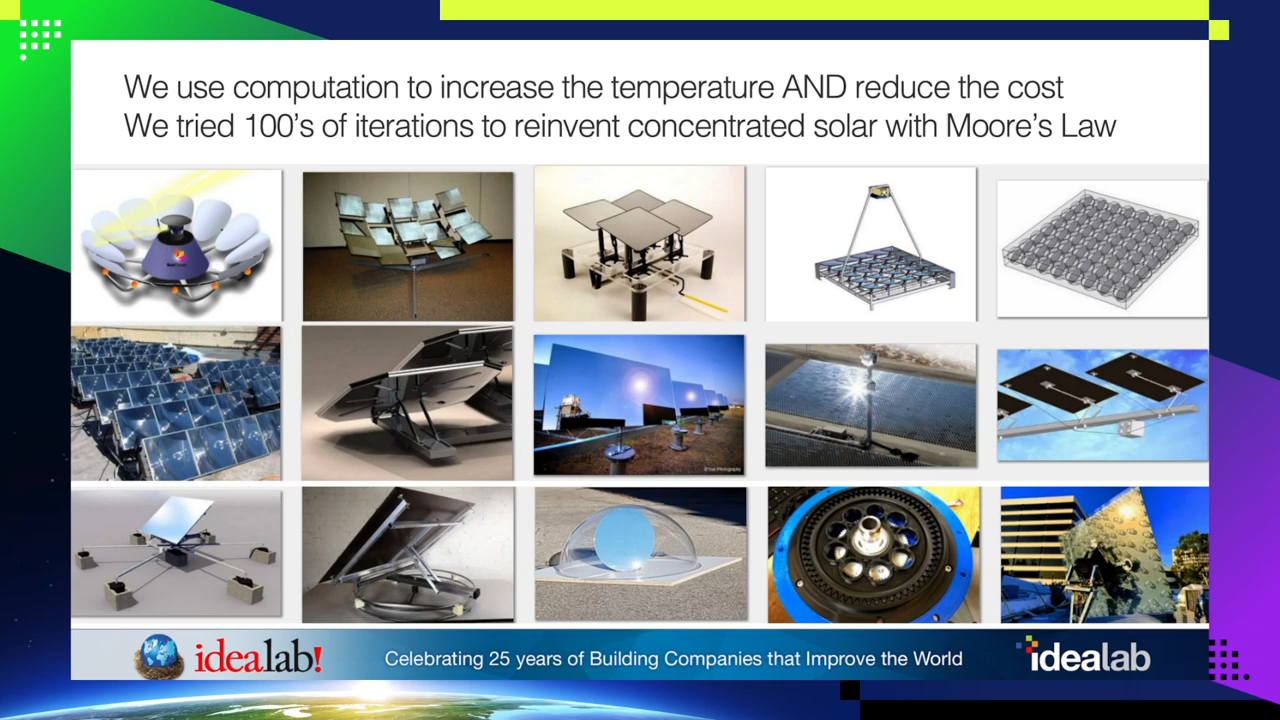 We use computation to increase the temperature AND reduce the cost
We tried 100's of iterations to reinvent concentrated solar with Moore's Law
idealab!
Celebrating 25 years of Building Companies that Improve the World
idealab